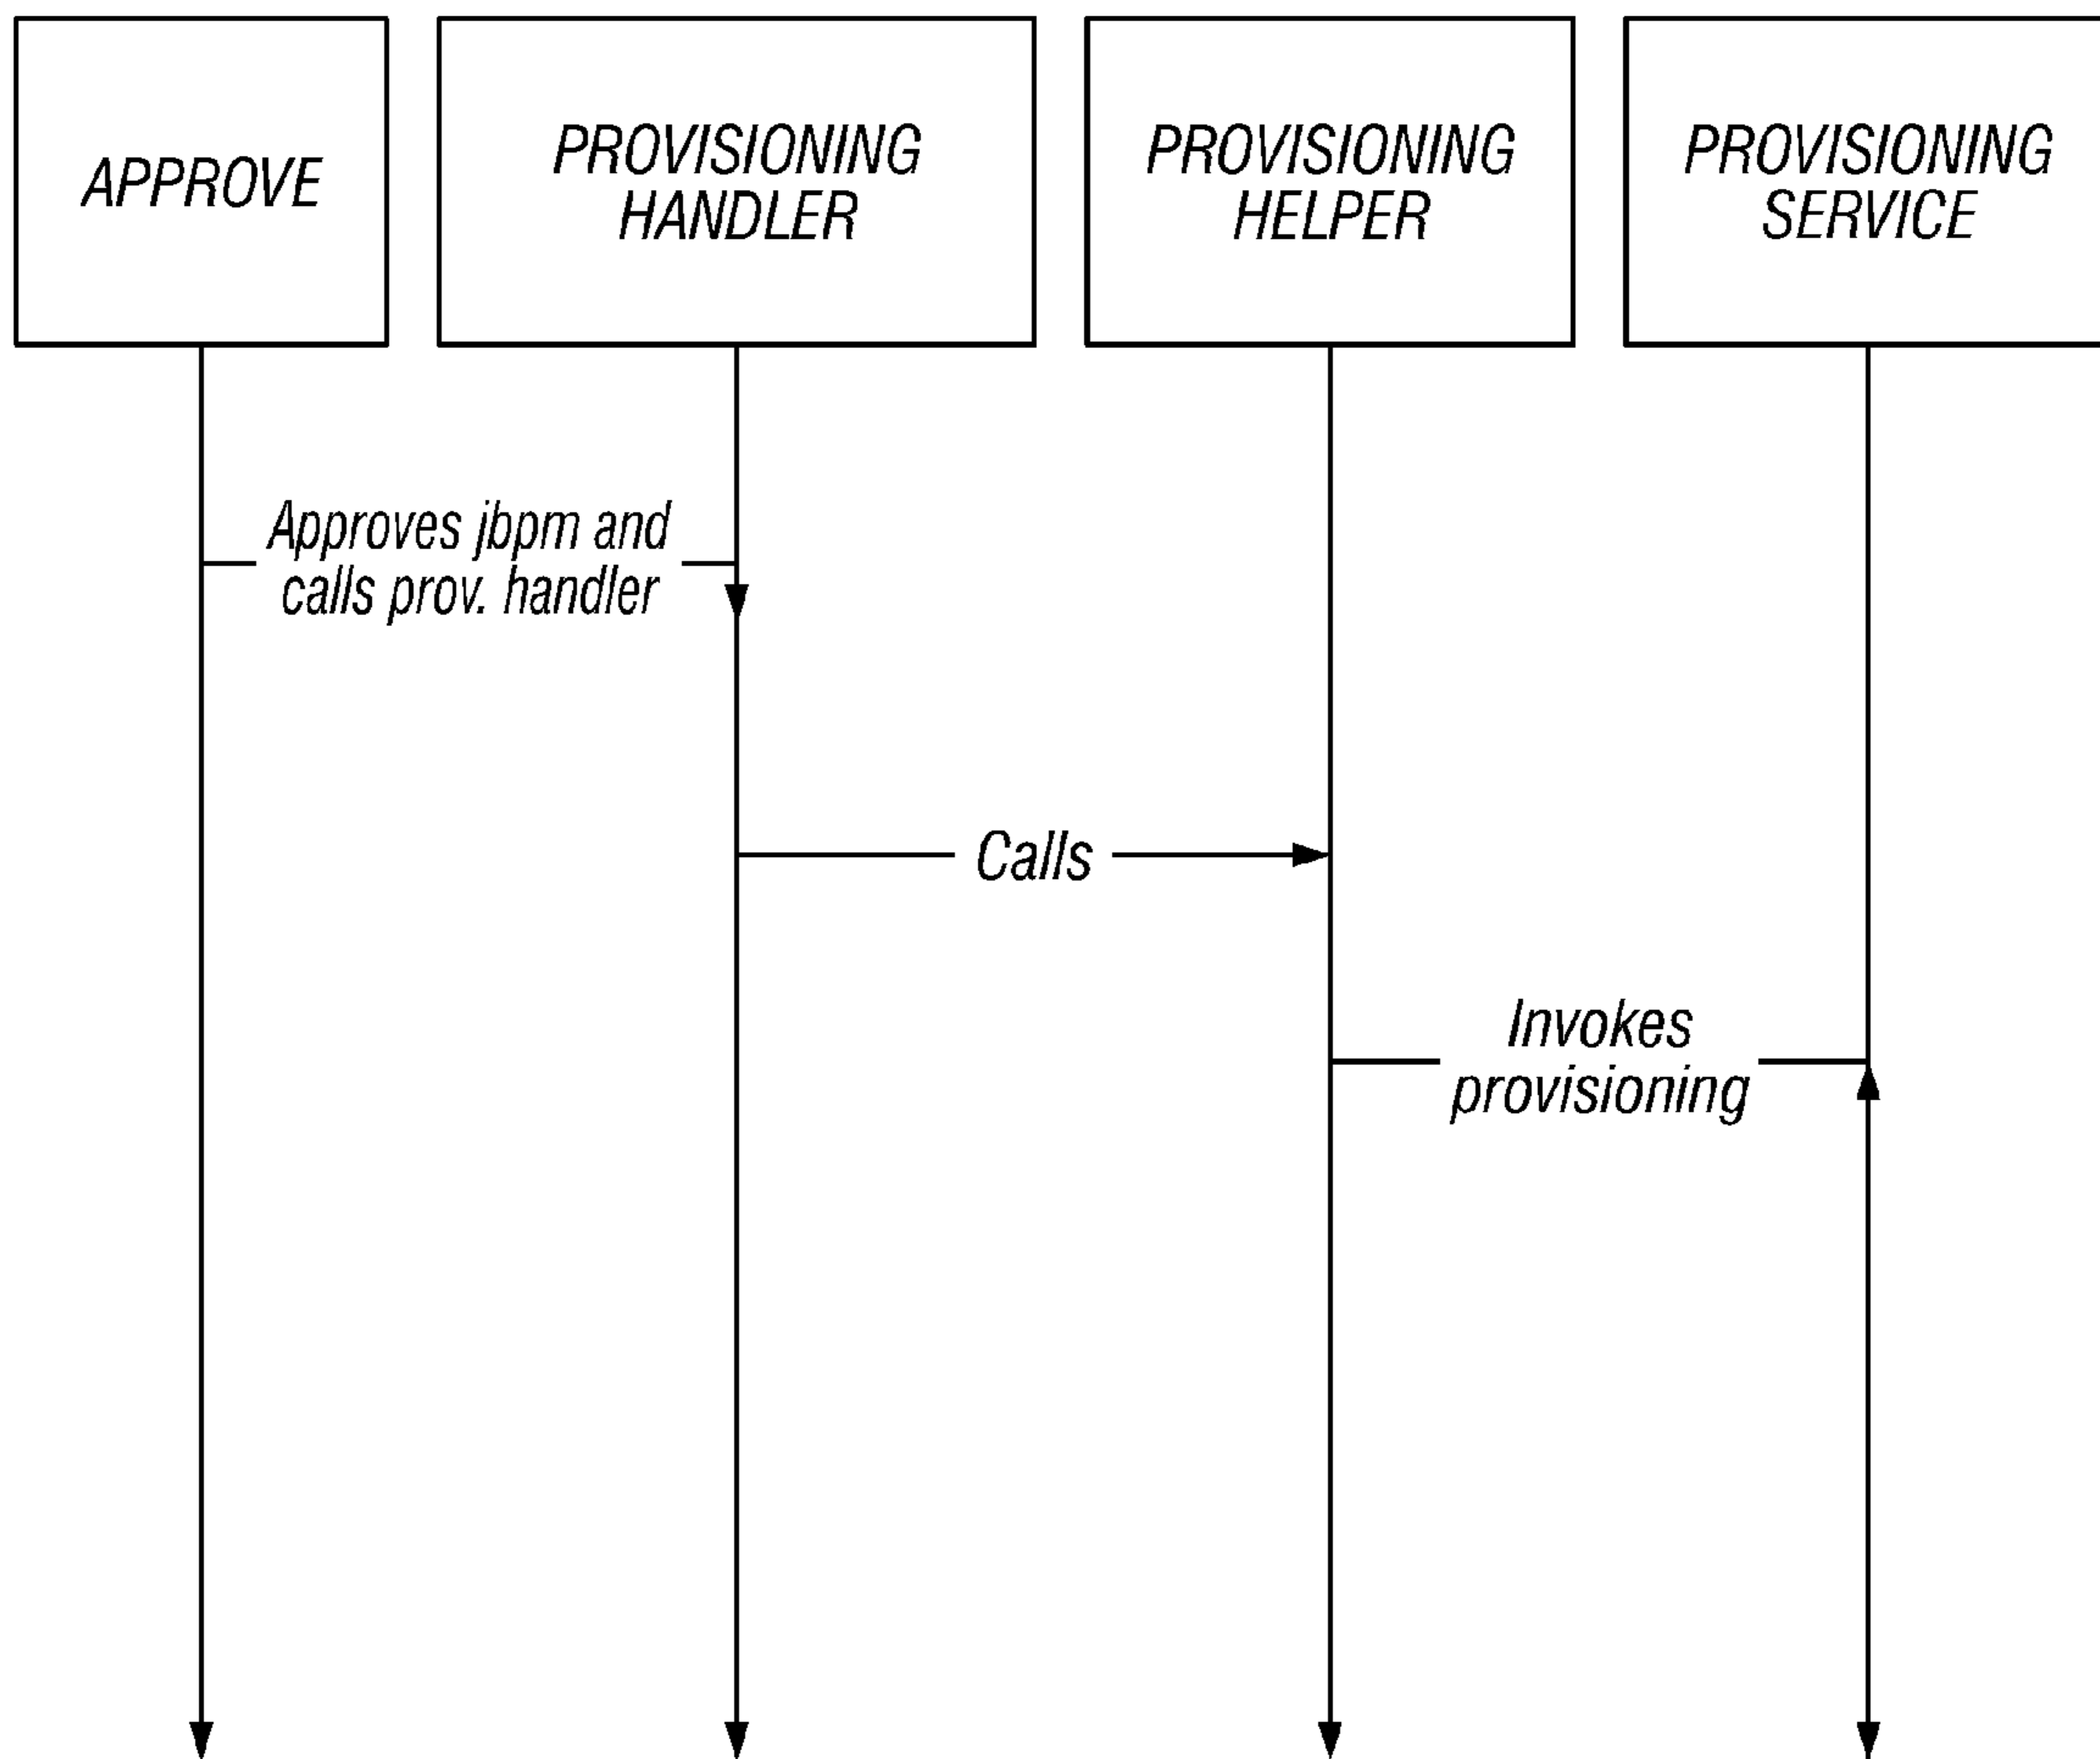 APPROVE
PROVISIONING
HANDLER
PROVISIONING
HELPER
PROVISIONING
SERVICE
Approves jbpm and
calls prov. handler
Calls
Invokes
provisioning